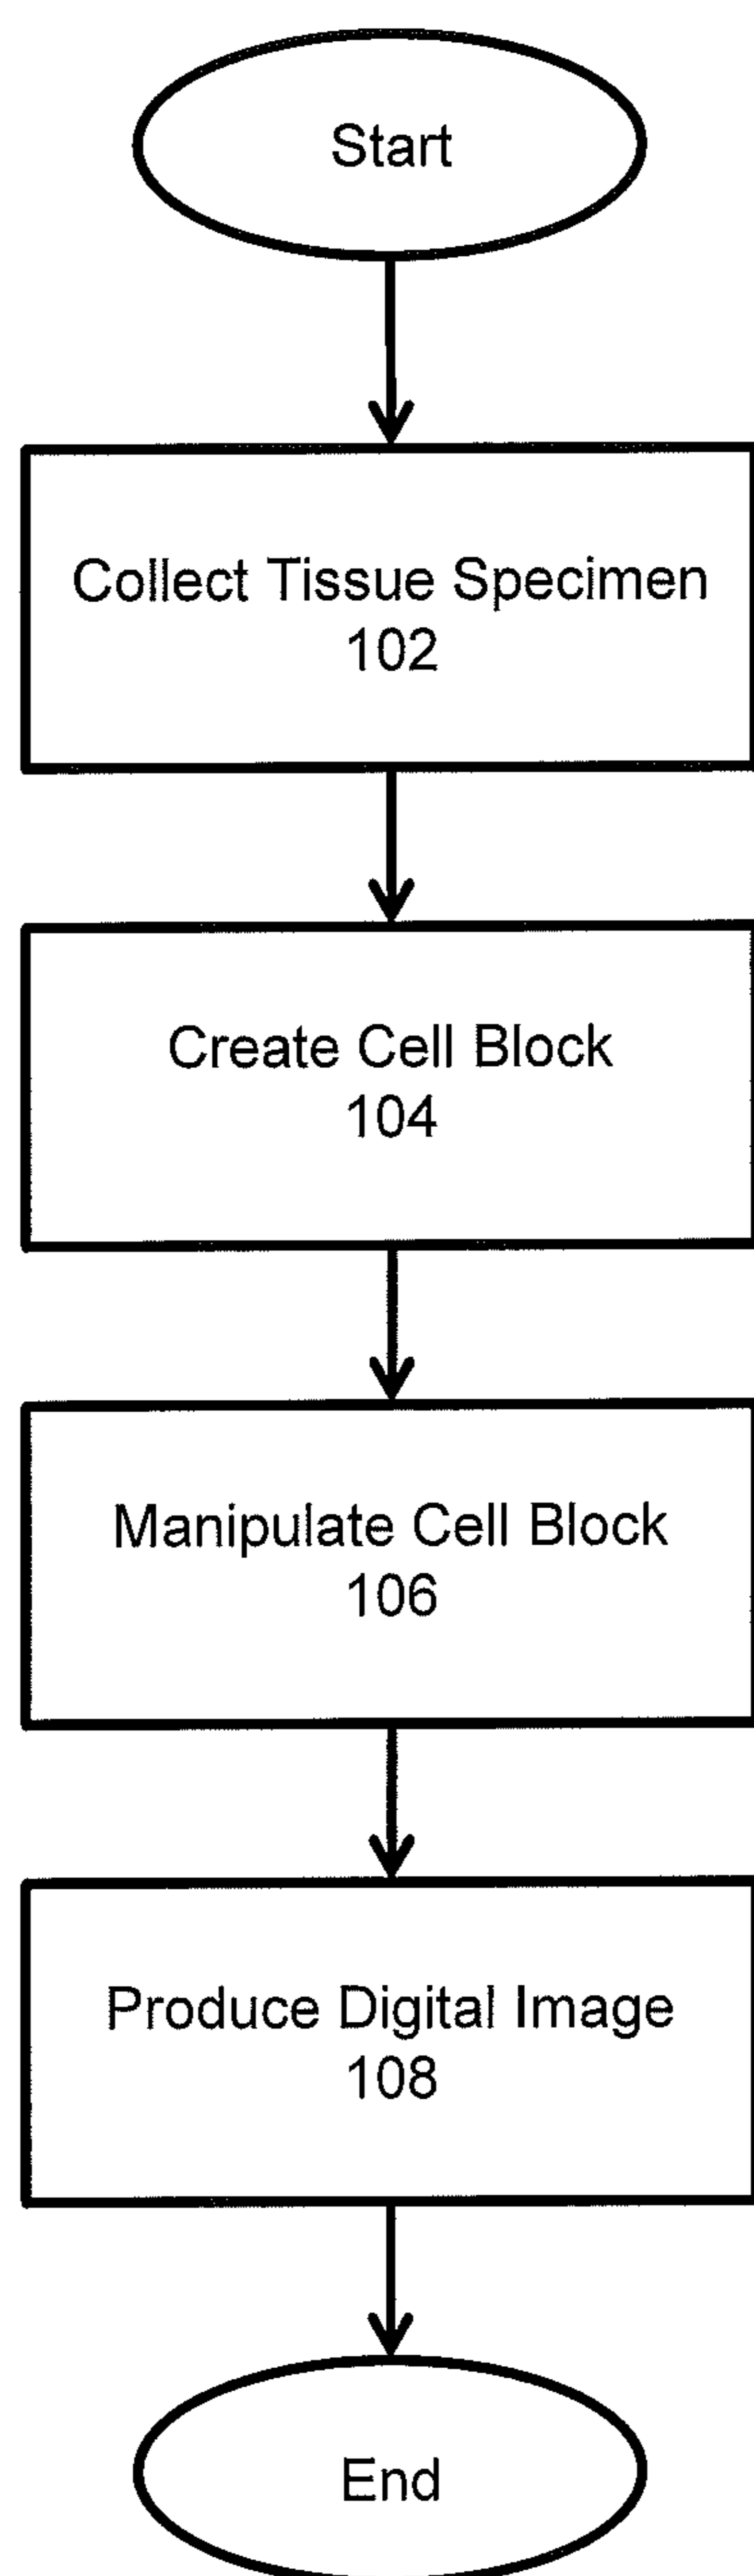 Start
Collect Tissue Specimen
102
Create Cell Block
104
Manipulate Cell Block
106
Produce Digital Image
108
End